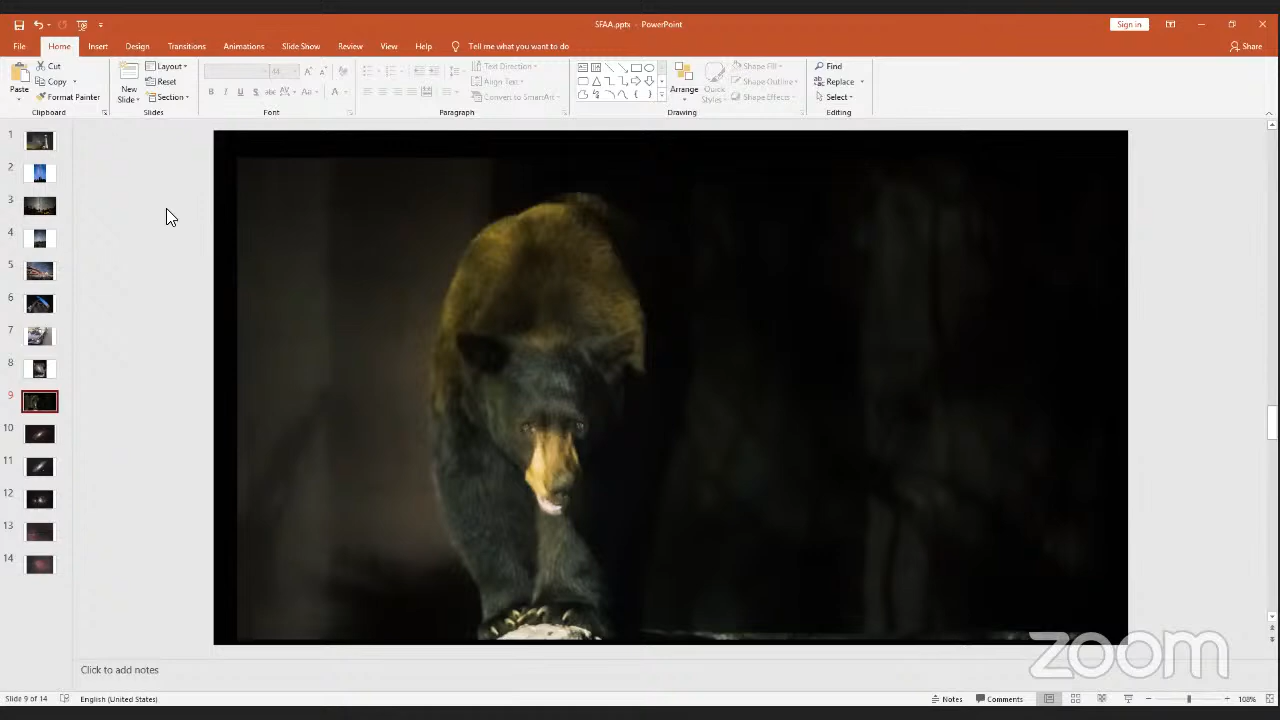 SFAA.pptx - PowerPoint
Sign in
File Home Insert Design Transitions Animations Slide Show Review View Help Tell me what you want to do Share
Paste
Cut
Copy
Format Painter
Clipboard
New Slide
Layout
Reset
Section
Slides
44
Font
Text Direction
Align Text
Convert to SmartArt
Paragraph
Arrange
Quick Styles
Shape Fill
Shape Outline
Shape Effects
Drawing
Find
Replace
Select
Editing
1
2
3
4
5
6
7
8
9
10
11
12
13
14
zoom
Click to add notes
Slide 9 of 14 English (United States) Notes Comments 108%